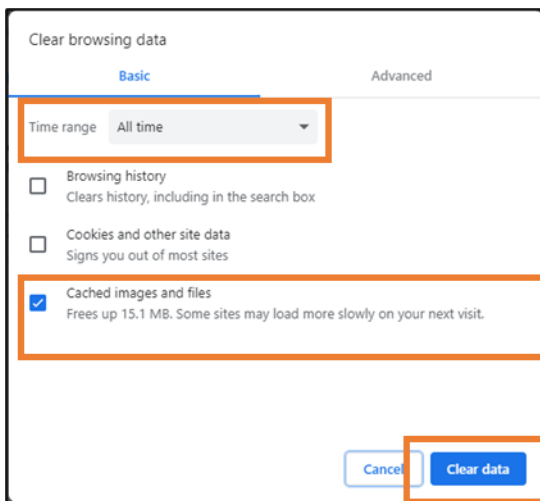 Clear browsing data
Basic Advanced
Time range All time
Browsing history
Clears history, including in the search box
Cookies and other site data
Signs you out of most sites
Cached images and files
Frees up 15.1 MB. Some sites may load more slowly on your next visit.
Cancel Clear data